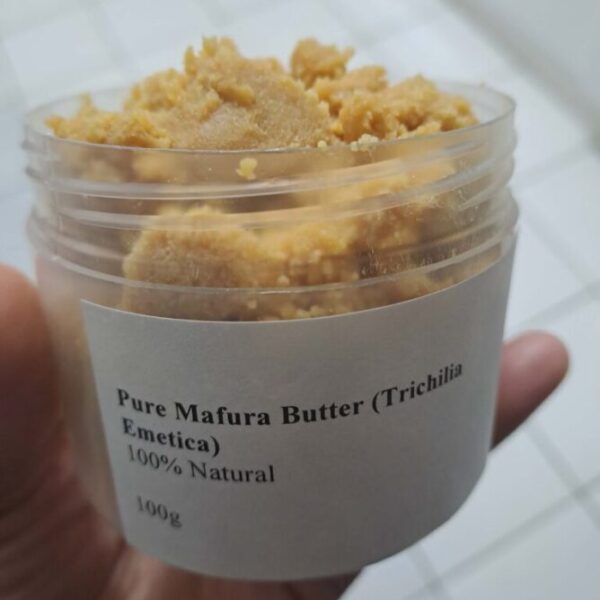 Pure Mafura Butter (Trichilia
Emetica)
100% Natural
100g